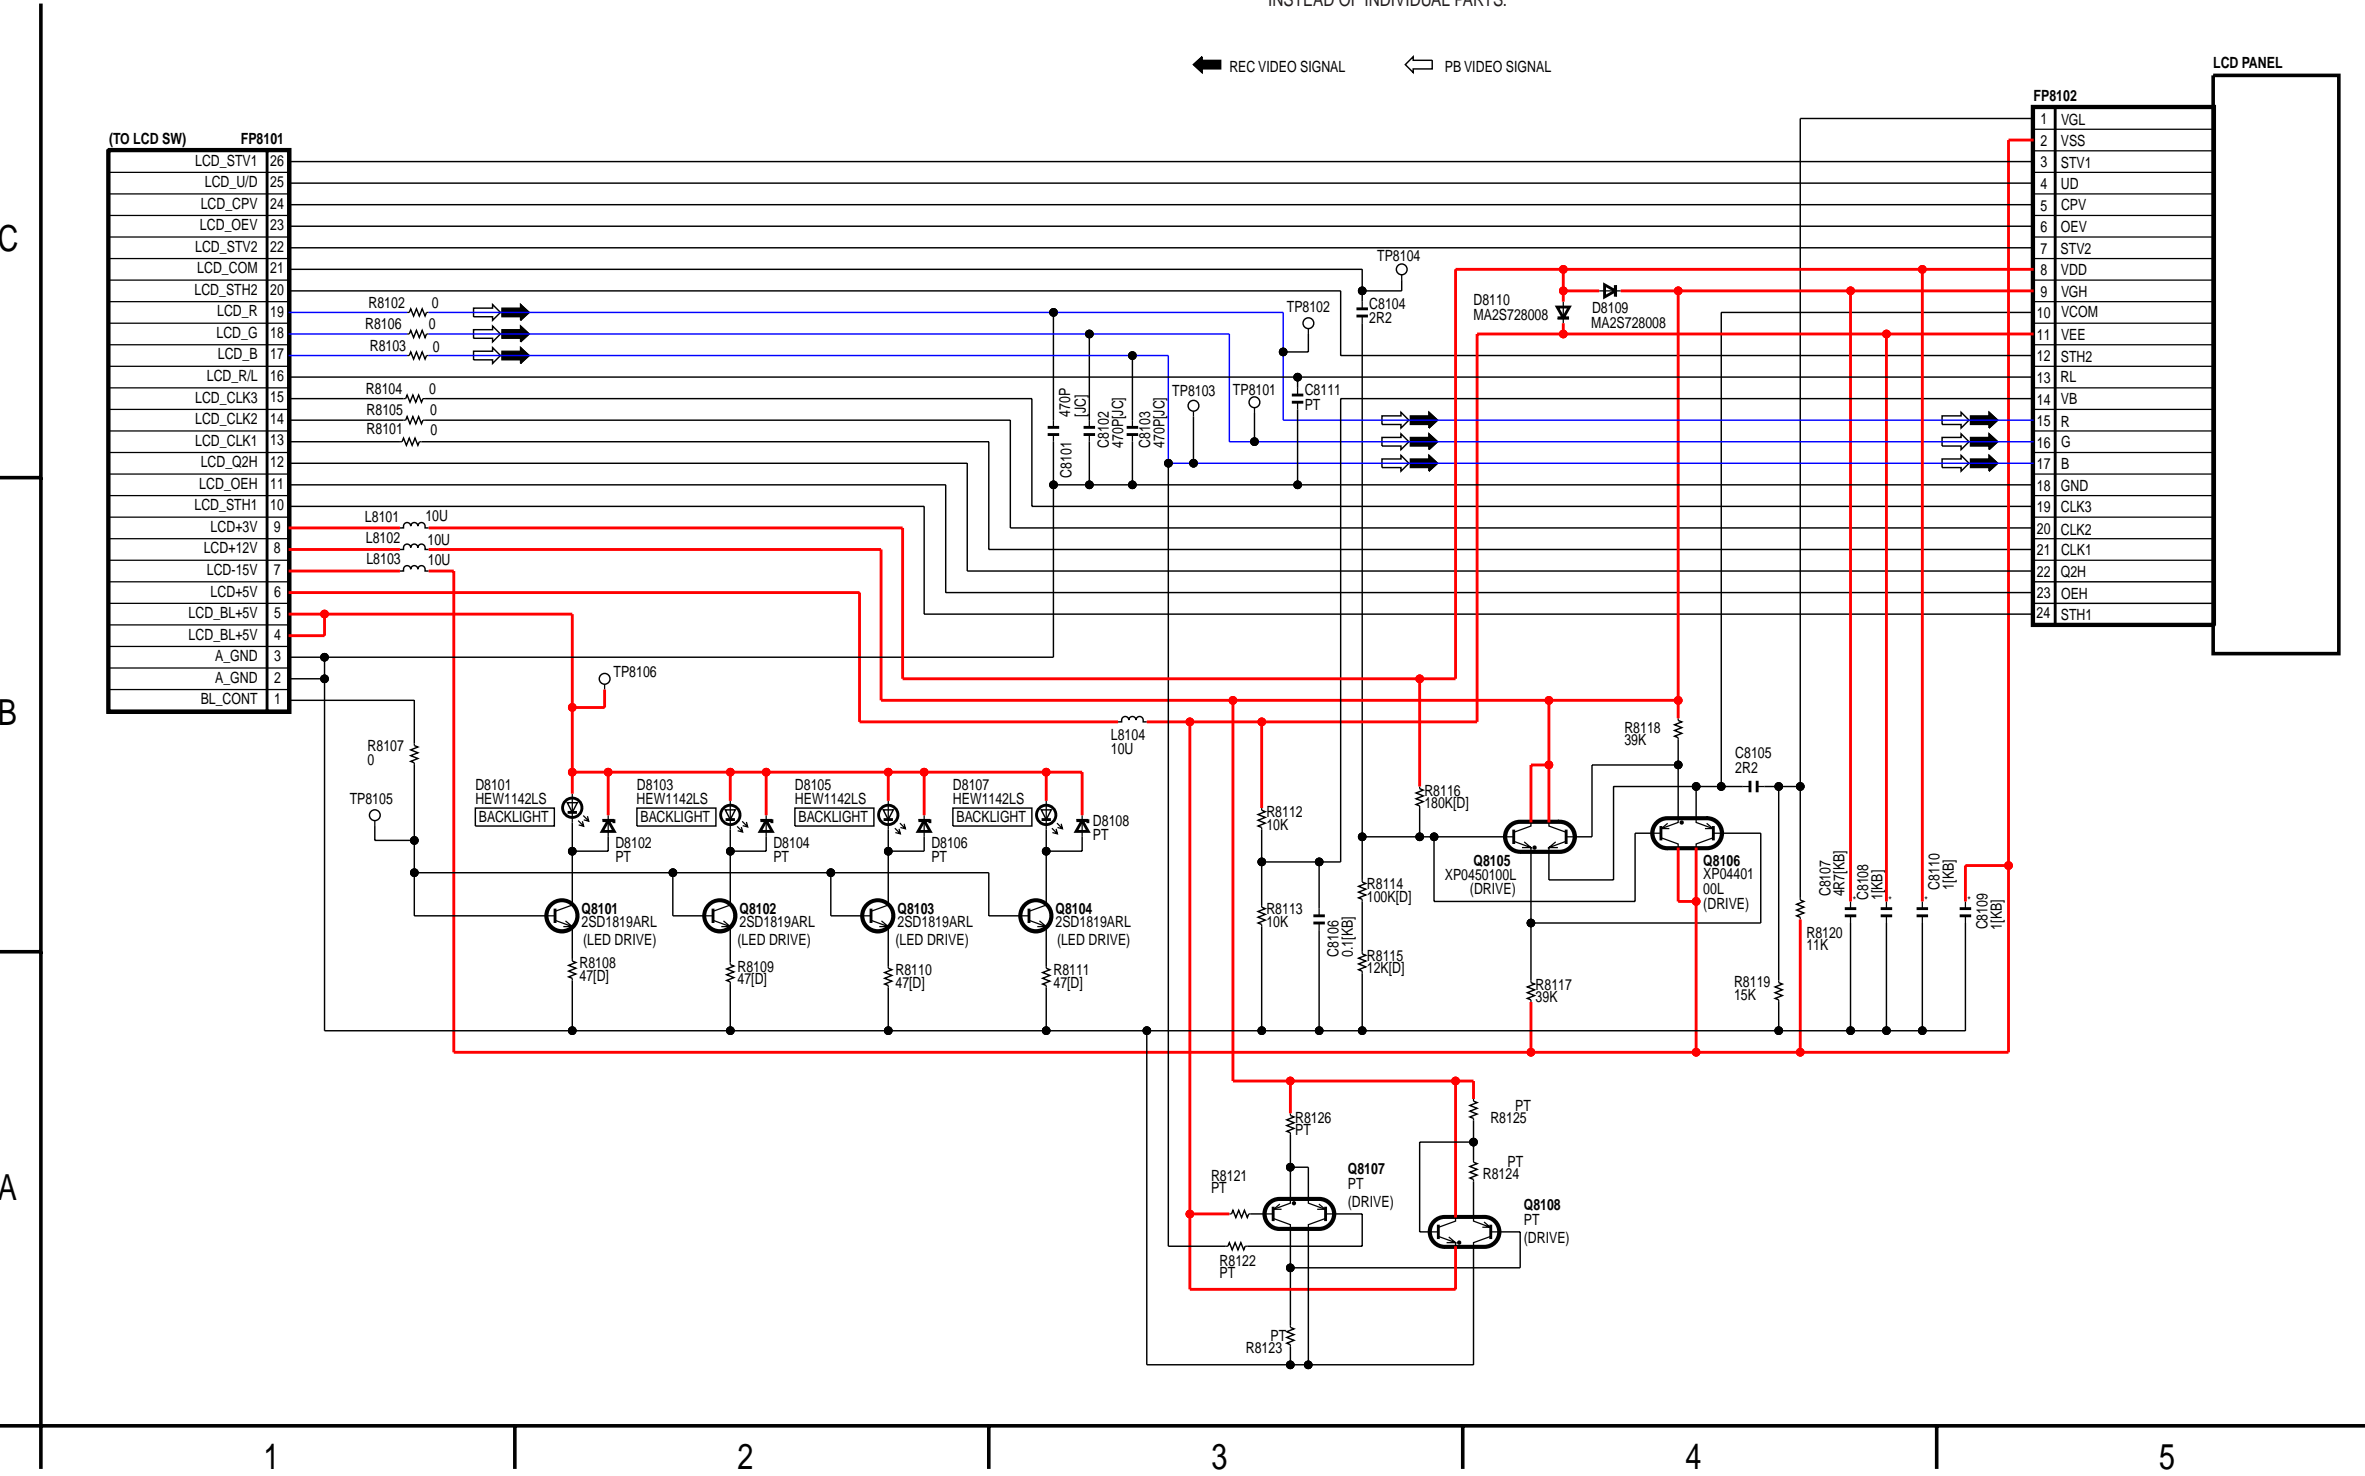 INSTEAD OF INDIVIDUAL PARTS.
REC VIDEO SIGNAL
PB VIDEO SIGNAL
LCD PANEL
FP8102
1 VGL
2 VSS
3 STV1
4 UD
5 CPV
6 OEV
7 STV2
8 VDD
9 VGH
10 VCOM
11 VEE
12 STH2
13 RL
14 VB
15 R
16 G
17 B
18 GND
19 CLK3
20 CLK2
21 CLK1
22 Q2H
23 OEH
24 STH1
(TO LCD SW) FP8101
LCD_STV1 26
LCD_U/D 25
LCD_CPV 24
LCD_OEV 23
LCD_STV2 22
LCD_COM 21
LCD_STH2 20
LCD_R 19
LCD_G 18
LCD_B 17
LCD_R/L 16
LCD_CLK3 15
LCD_CLK2 14
LCD_CLK1 13
LCD_Q2H 12
LCD_OEH 11
LCD_STH1 10
LCD+3V 9
LCD+12V 8
LCD-15V 7
LCD+5V 6
LCD_BL+5V 5
LCD_BL+5V 4
A_GND 3
A_GND 2
BL_CONT 1
C
B
A
R8102 0
R8106 0
R8103 0
R8104 0
R8105 0
R8101 0
L8101 10U
L8102 10U
L8103 10U
TP8104
C8104
2R2
TP8102
TP8103
TP8101
C8111
PT
470P
[JC]
C8101
C8102
470P[JC]
C8103
470P[JC]
D8110
MA2S728008
D8109
MA2S728008
TP8106
R8107
0
TP8105
L8104
10U
D8101
HEW1142LS
BACKLIGHT
D8102
PT
D8103
HEW1142LS
BACKLIGHT
D8104
PT
D8105
HEW1142LS
BACKLIGHT
D8106
PT
D8107
HEW1142LS
BACKLIGHT
D8108
PT
Q8101
2SD1819ARL
(LED DRIVE)
Q8102
2SD1819ARL
(LED DRIVE)
Q8103
2SD1819ARL
(LED DRIVE)
Q8104
2SD1819ARL
(LED DRIVE)
R8108
47[D]
R8109
47[D]
R8110
47[D]
R8111
47[D]
R8112
10K
R8113
10K
C8106
0.1[KB]
R8116
180K[D]
R8114
100K[D]
R8115
12K[D]
Q8105
XP0450100L
(DRIVE)
R8117
39K
R8118
39K
C8105
2R2
Q8106
XP04401
00L
(DRIVE)
R8119
15K
R8120
11K
C8107
4R7[KB]
C8108
1[KB]
C8110
1[KB]
C8109
1[KB]
R8126
PT
PT
R8125
PT
R8124
R8121
PT
Q8107
PT
(DRIVE)
Q8108
PT
(DRIVE)
R8122
PT
PT
R8123
1
2
3
4
5